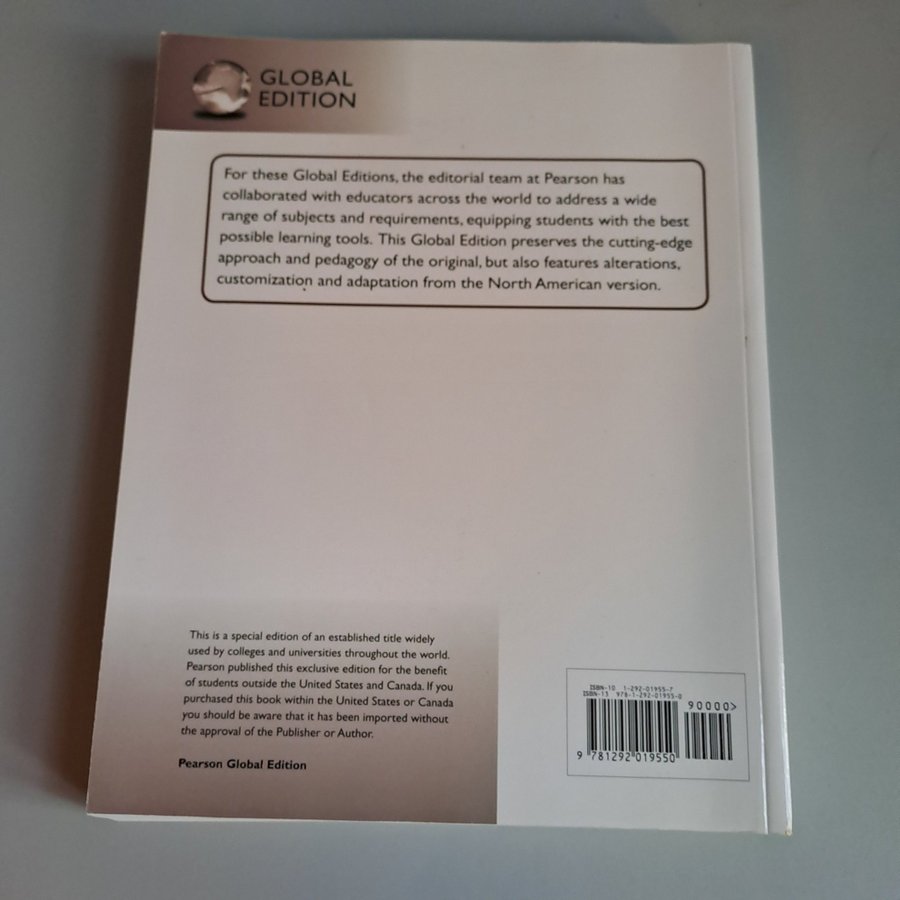 GLOBAL
EDITION
For these Global Editions, the editorial team at Pearson has
collaborated with educators across the world to address a wide
range of subjects and requirements, equipping students with the best
possible learning tools. This Global Edition preserves the cutting-edge
approach and pedagogy of the original, but also features alterations,
customization and adaptation from the North American version.
This is a special edition of an established title widely
used by colleges and universities throughout the world.
Pearson published this exclusive edition for the benefit
of students outside the United States and Canada. If you
purchased this book within the United States or Canada
you should be aware that it has been imported without
the approval of the Publisher or Author.
Pearson Global Edition
ISBN-10 1-292-01955-7
ISBN-13 978-1-292-01955-0
90000>
9 781292 019550